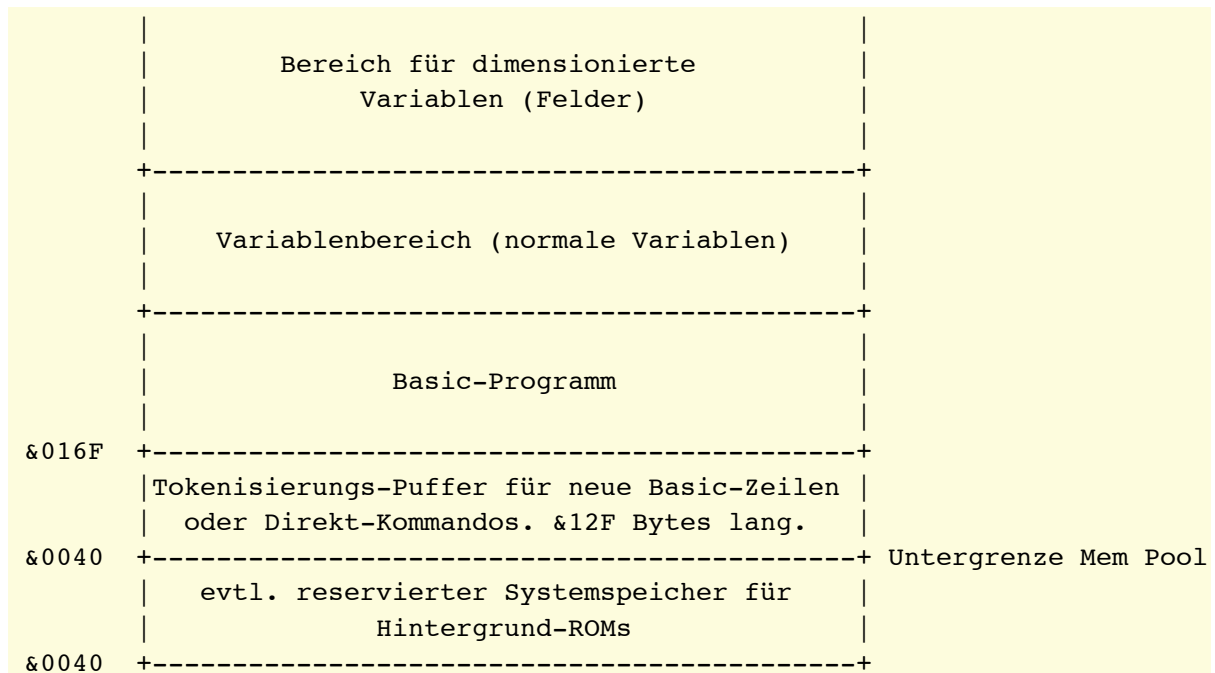 Bereich für dimensionierte
Variablen (Felder)
+--------------------------------------------+
Variablenbereich (normale Variablen)
+--------------------------------------------+
Basic-Programm
&016F +--------------------------------------------+
|Tokenisierungs-Puffer für neue Basic-Zeilen |
| oder Direkt-Kommandos. &12F Bytes lang. |
&0040 +--------------------------------------------+ Untergrenze Mem Pool
| evtl. reservierter Systemspeicher für |
| Hintergrund-ROMs |
&0040 +--------------------------------------------+